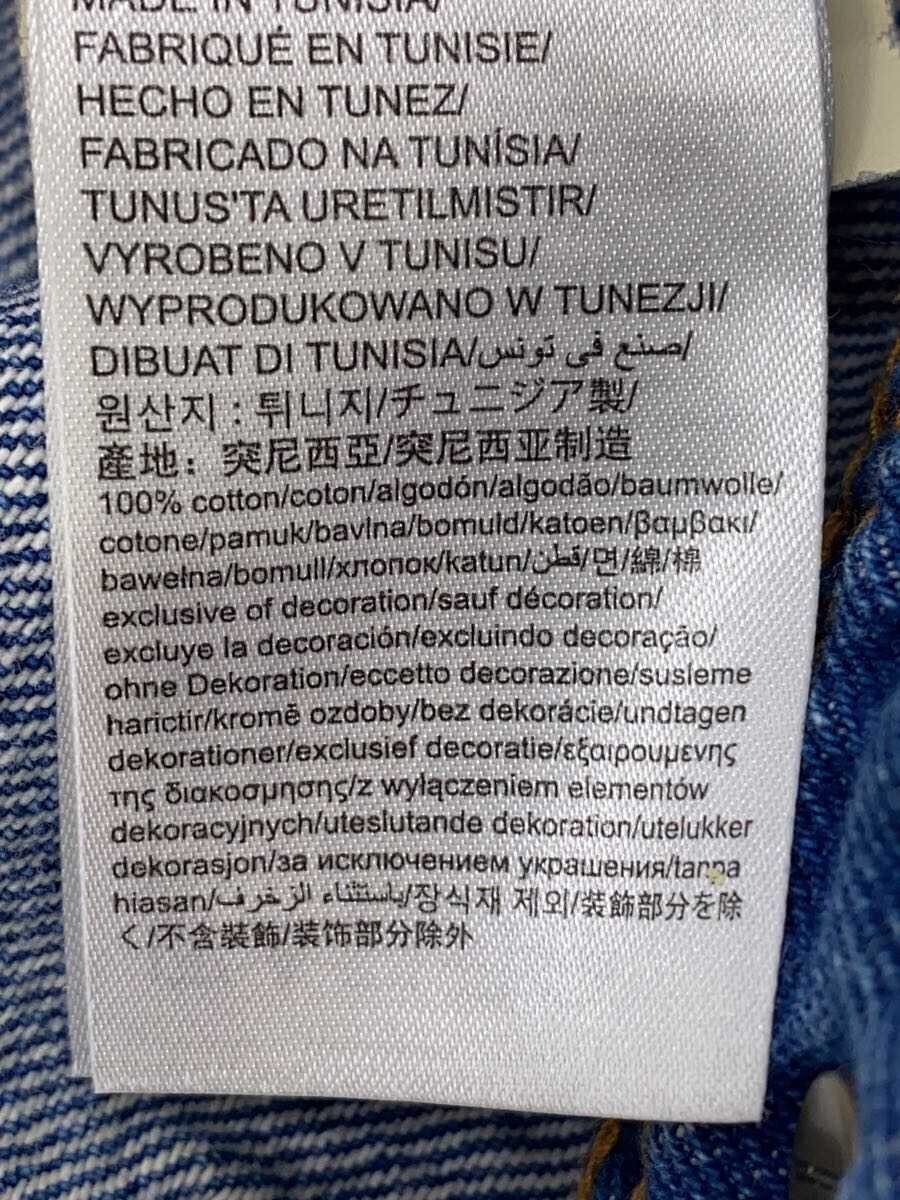 MADE IN TUNISIA/
FABRIQUÉ EN TUNISIE/
HECHO EN TUNEZ/
FABRICADO NA TUNÍSIA/
TUNUS'TA URETILMISTIR/
VYROBENO V TUNISU/
WYPRODUKOWANO W TUNEZJI/
DIBUAT DI TUNISIA/صنع في تونس/
원산지 : 튀니지/チュニジア製/
產地: 突尼西亞/突尼西亚制造
100% cotton/coton/algodón/algodão/baumwolle/
cotone/pamuk/bavlna/bomuld/katoen/βαμβακι/
bawełna/bomull/хлопок/katun/قطن/면/綿/棉
exclusive of decoration/sauf décoration/
excluye la decoración/excluindo decoração/
ohne Dekoration/eccetto decorazione/susleme
harictir/kromě ozdoby/bez dekorácie/undtagen
dekorationer/exclusief decoratie/εξαιρουμενης
της διακοσμησης/z wyłączeniem elementów
dekoracyjnych/uteslutande dekoration/utelukker
dekorasjon/за исключением украшения/tanpa
hiasan/باستثناء الزخرف/장식재 제외/装飾部分を除
く/不含裝飾/装饰部分除外